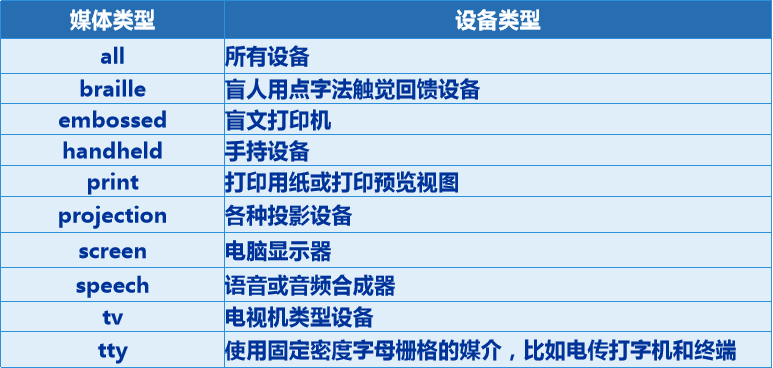 媒体类型 设备类型
all 所有设备
braille 盲人用点字法触觉回馈设备
embossed 盲文打印机
handheld 手持设备
print 打印用纸或打印预览视图
projection 各种投影设备
screen 电脑显示器
speech 语音或音频合成器
tv 电视机类型设备
tty 使用固定密度字母栅格的媒介，比如电传打字机和终端